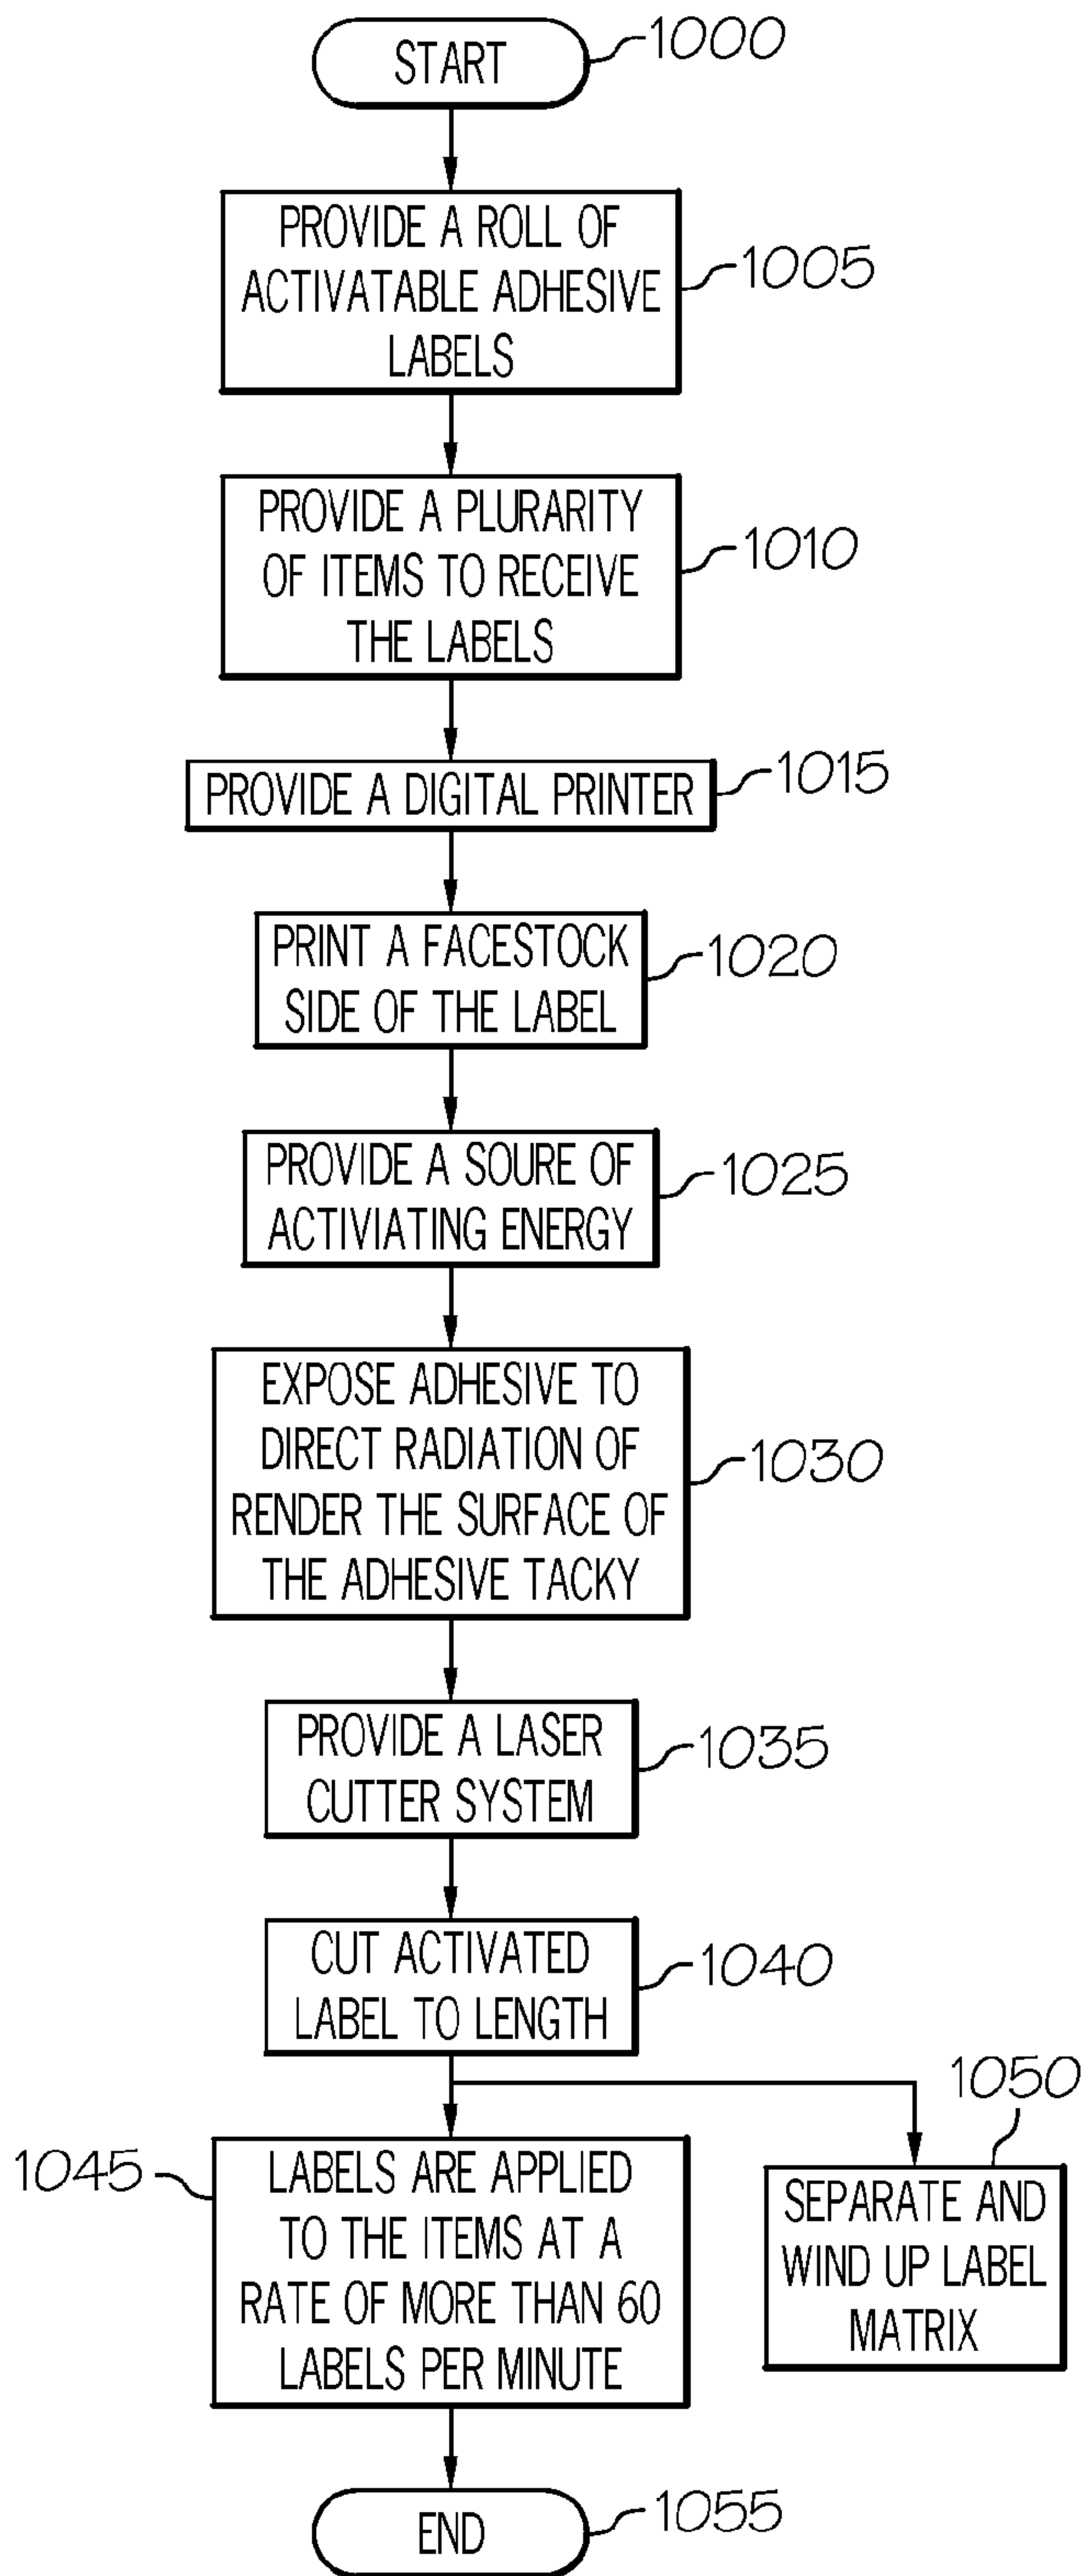 START
1000
PROVIDE A ROLL OF
ACTIVATABLE ADHESIVE
LABELS
1005
PROVIDE A PLURARITY
OF ITEMS TO RECEIVE
THE LABELS
1010
PROVIDE A DIGITAL PRINTER
1015
PRINT A FACESTOCK
SIDE OF THE LABEL
1020
PROVIDE A SOURE OF
ACTIVIATING ENERGY
1025
EXPOSE ADHESIVE TO
DIRECT RADIATION OF
RENDER THE SURFACE OF
THE ADHESIVE TACKY
1030
PROVIDE A LASER
CUTTER SYSTEM
1035
CUT ACTIVATED
LABEL TO LENGTH
1040
1045
LABELS ARE APPLIED
TO THE ITEMS AT A
RATE OF MORE THAN 60
LABELS PER MINUTE
1050
SEPARATE AND
WIND UP LABEL
MATRIX
END
1055